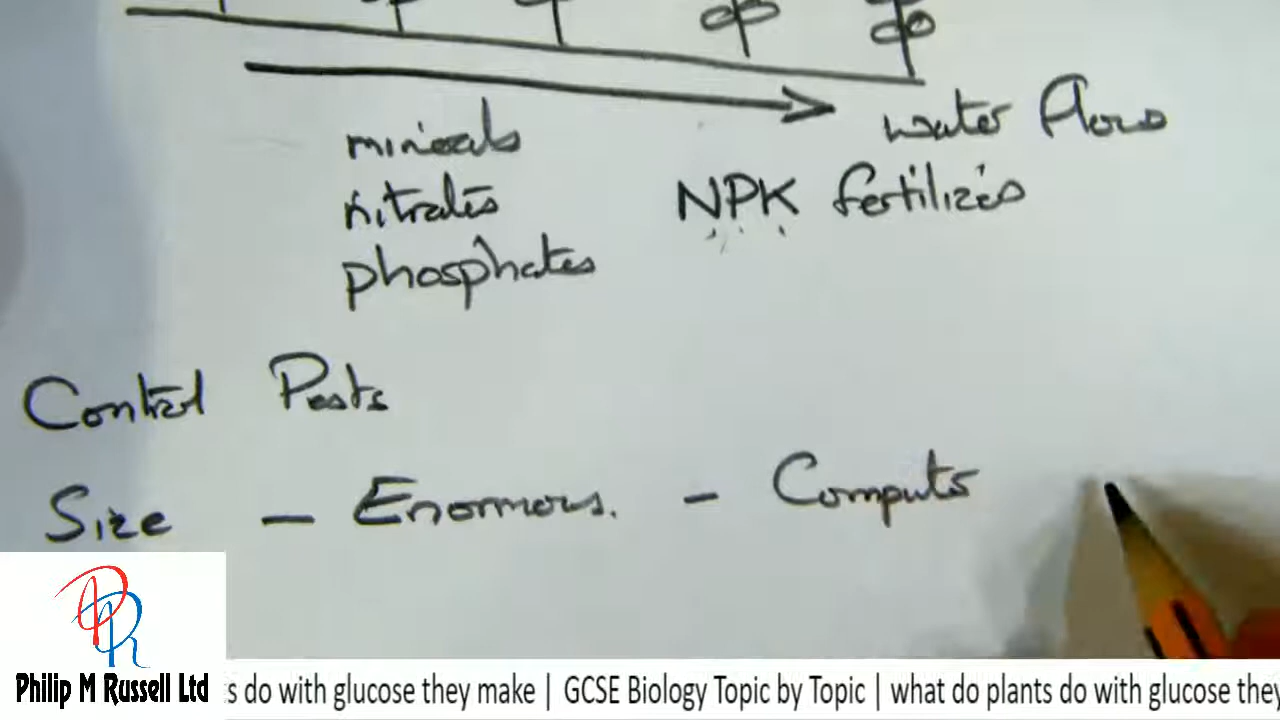 minerals
water flow
nitrates
NPK fertilizers
phosphates
Control Pests
Size - Enormous. - Computer
Philip M Russell Ltd
s do with glucose they make | GCSE Biology Topic by Topic | what do plants do with glucose they